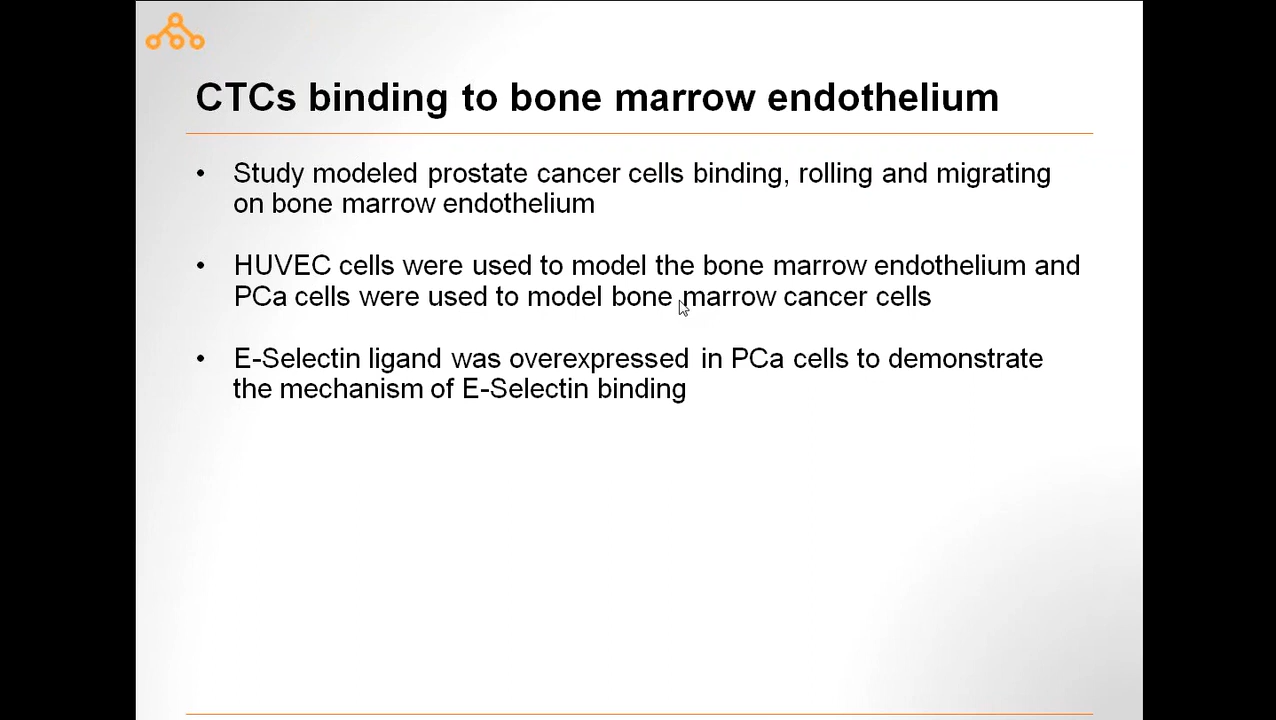 CTCs binding to bone marrow endothelium
• Study modeled prostate cancer cells binding, rolling and migrating
on bone marrow endothelium
• HUVEC cells were used to model the bone marrow endothelium and
PCa cells were used to model bone marrow cancer cells
• E-Selectin ligand was overexpressed in PCa cells to demonstrate
the mechanism of E-Selectin binding